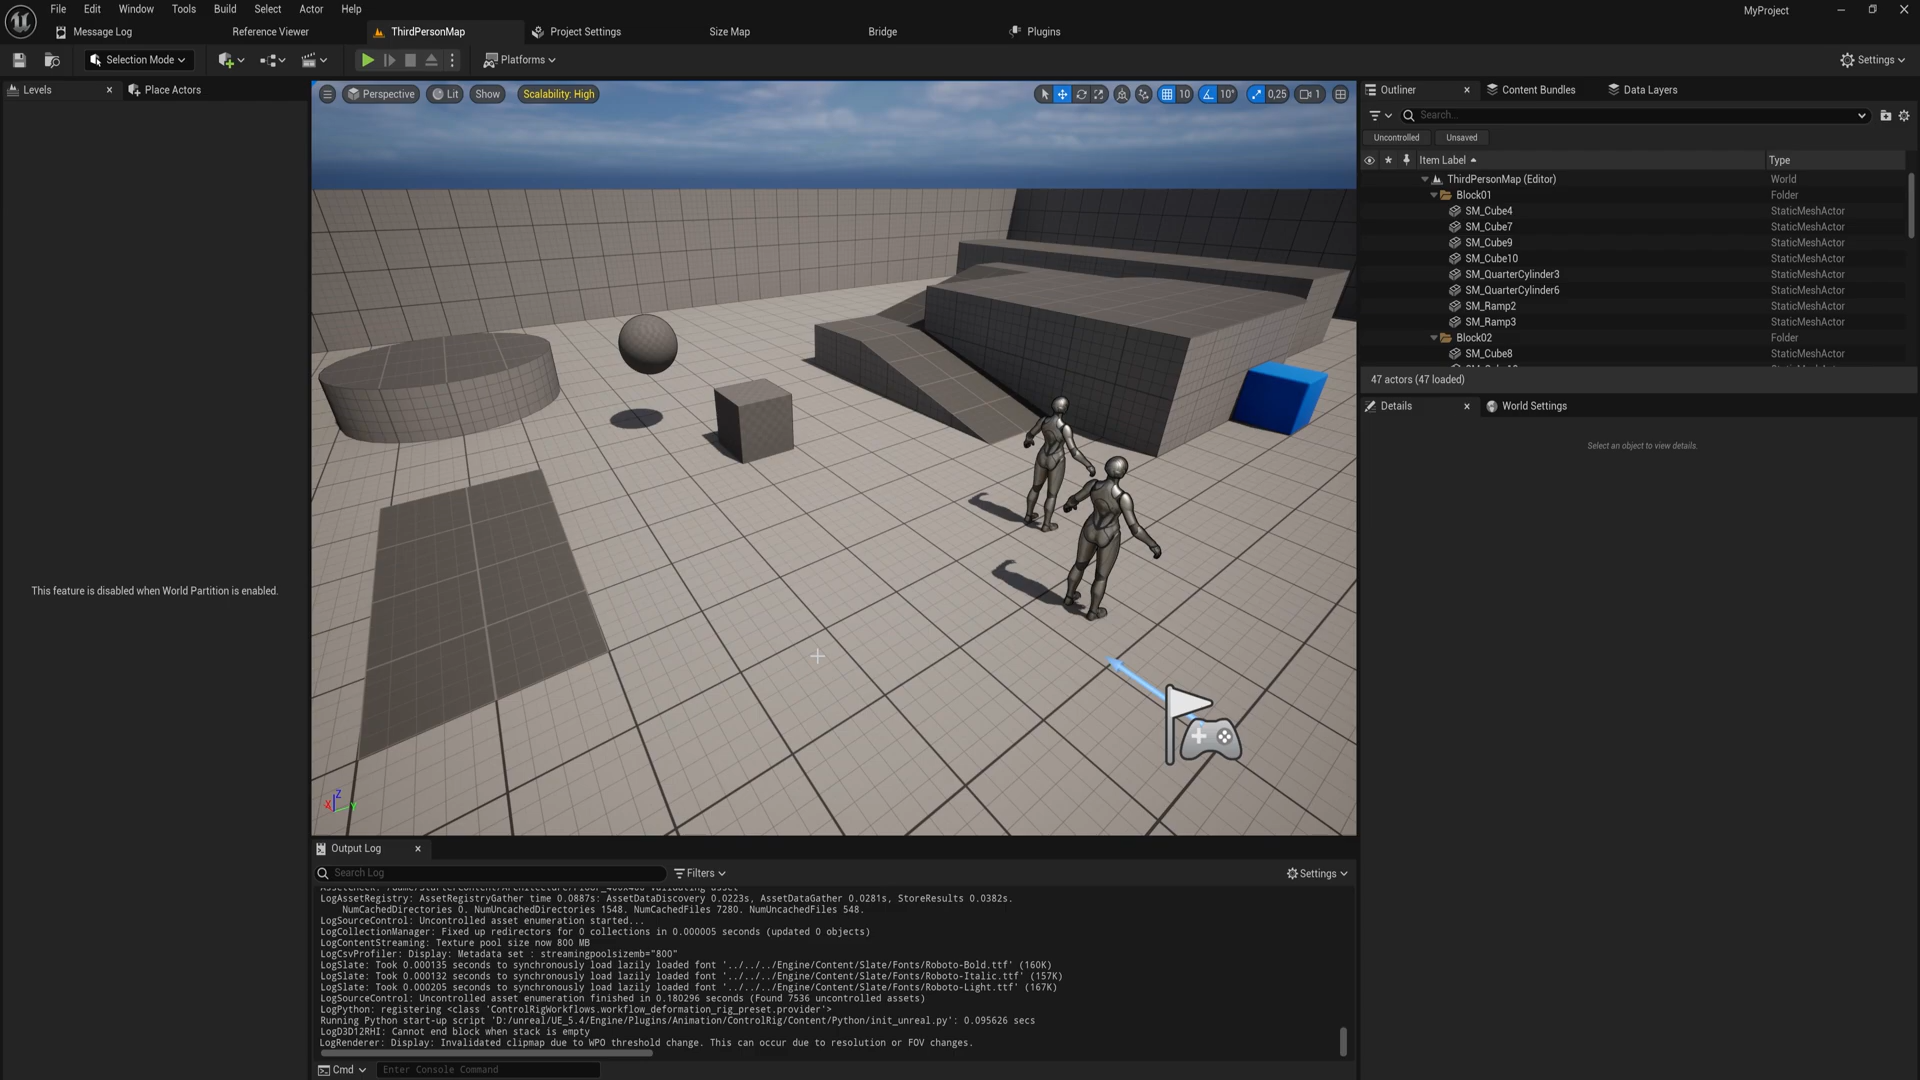 File Edit Window Tools Build Select Actor Help
MyProject
Message Log Reference Viewer ThirdPersonMap Project Settings Size Map Bridge Plugins
Selection Mode Platforms Settings
Levels Place Actors
This feature is disabled when World Partition is enabled.
Perspective Lit Show Scalability: High 10 10° 0,25 1
X Z Y
Outliner Content Bundles Data Layers
Search...
Uncontrolled Unsaved
Item Label Type
ThirdPersonMap (Editor) World
Block01 Folder
SM_Cube4 StaticMeshActor
SM_Cube7 StaticMeshActor
SM_Cube9 StaticMeshActor
SM_Cube10 StaticMeshActor
SM_QuarterCylinder3 StaticMeshActor
SM_QuarterCylinder6 StaticMeshActor
SM_Ramp2 StaticMeshActor
SM_Ramp3 StaticMeshActor
Block02 Folder
SM_Cube8 StaticMeshActor
47 actors (47 loaded)
Details World Settings
Select an object to view details.
Output Log
Search Log Filters Settings
LogAssetRegistry: AssetRegistryGather time 0.0887s: AssetDataDiscovery 0.0223s, AssetDataGather 0.0281s, StoreResults 0.0382s.
NumCachedDirectories 0. NumUncachedDirectories 1548. NumCachedFiles 7280. NumUncachedFiles 548.
LogSourceControl: Uncontrolled asset enumeration started...
LogCollectionManager: Fixed up redirectors for 0 collections in 0.000005 seconds (updated 0 objects)
LogContentStreaming: Texture pool size now 800 MB
LogCsvProfiler: Display: Metadata set : streamingpoolsizemb="800"
LogSlate: Took 0.000135 seconds to synchronously load lazily loaded font '../../../Engine/Content/Slate/Fonts/Roboto-Bold.ttf' (160K)
LogSlate: Took 0.000132 seconds to synchronously load lazily loaded font '../../../Engine/Content/Slate/Fonts/Roboto-Italic.ttf' (157K)
LogSlate: Took 0.000205 seconds to synchronously load lazily loaded font '../../../Engine/Content/Slate/Fonts/Roboto-Light.ttf' (167K)
LogSourceControl: Uncontrolled asset enumeration finished in 0.180296 seconds (Found 7536 uncontrolled assets)
LogPython: registering <class 'ControlRigWorkflows.workflow_deformation_rig_preset.provider'>
Running Python start-up script 'D:/unreal/UE_5.4/Engine/Plugins/Animation/ControlRig/Content/Python/init_unreal.py': 0.095626 secs
LogD3D12RHI: Cannot end block when stack is empty
LogRenderer: Display: Invalidated clipmap due to WPO threshold change. This can occur due to resolution or FOV changes.
Cmd Enter Console Command